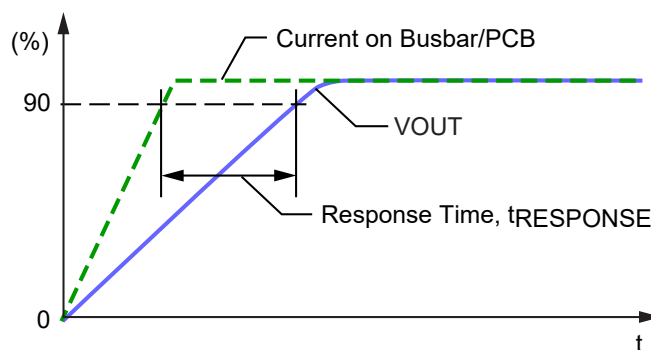 (%)
Current on Busbar/PCB
90
VOUT
Response Time, tRESPONSE
0
t